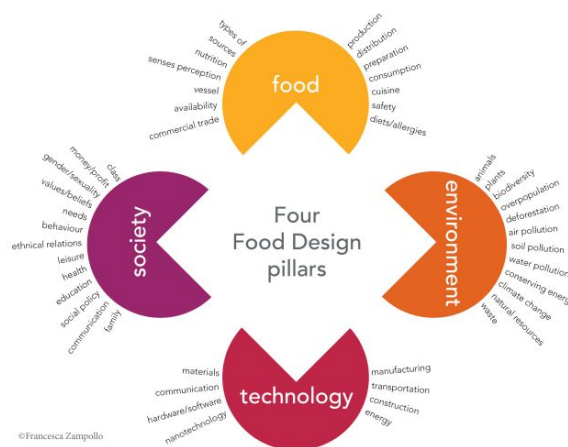 types of
sources
nutrition
senses perception
vessel
availability
commercial trade
food
production
distribution
preparation
consumption
cuisine
safety
diets/allergies
class
money/profit
gender/sexuality
values/beliefs
needs
behaviour
ethnical relations
leisure
health
education
social policy
communication
family
society
Four
Food Design
pillars
environment
animals
plants
biodiversity
overpopulation
deforestation
air pollution
soil pollution
water pollution
conserving energy
climate change
natural resources
waste
materials
communication
hardware/software
nanotechnology
technology
manufacturing
transportation
construction
energy
©Francesca Zampollo